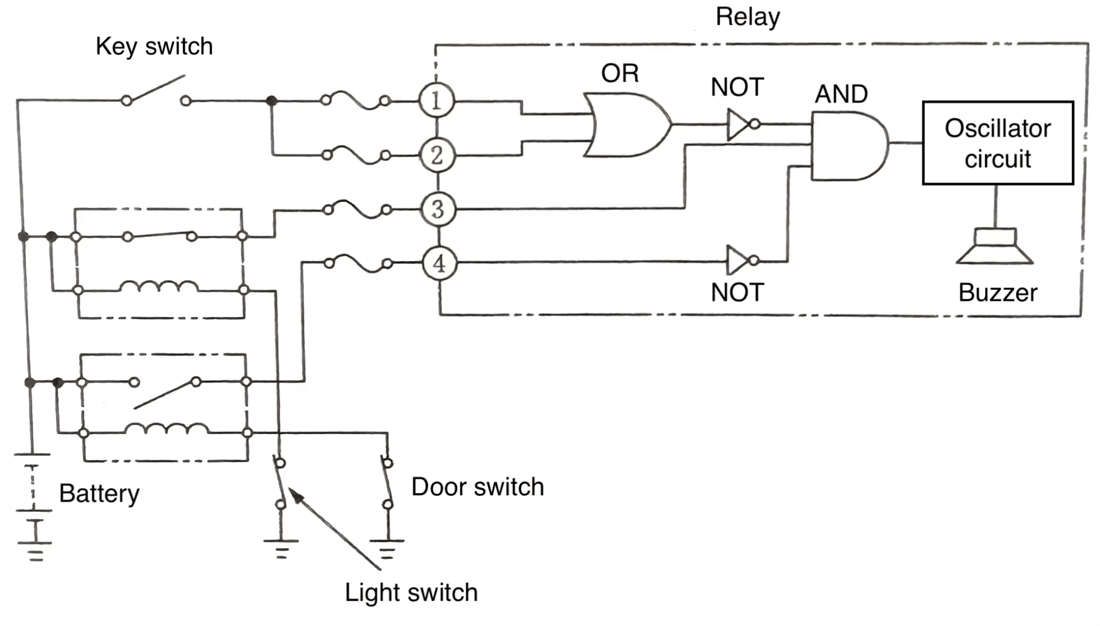 Relay
Key switch
OR
NOT
AND
1
Oscillator
circuit
2
3
4
NOT
Buzzer
Battery
Door switch
Light switch